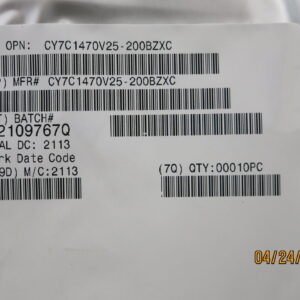 OPN: CY7C1470V25-200BZXC
P) MFR# CY7C1470V25-200BZXC
T) BATCH#
2109767Q
AL DC: 2113
rk Date Code
9D) M/C:2113
(7Q) QTY:00010PC
04/24/